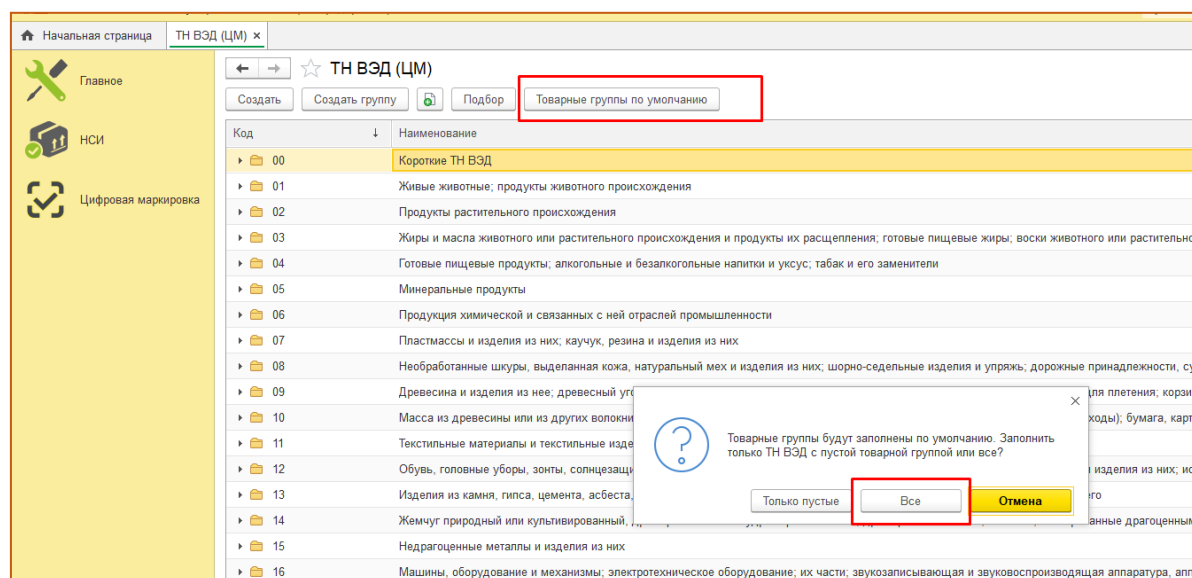 Начальная страница
ТН ВЭД (ЦМ) ×
Главное
НСИ
Цифровая маркировка
ТН ВЭД (ЦМ)
Создать Создать группу Подбор Товарные группы по умолчанию
Код ↓ Наименование
00 Короткие ТН ВЭД
01 Живые животные; продукты животного происхождения
02 Продукты растительного происхождения
03 Жиры и масла животного или растительного происхождения и продукты их расщепления; готовые пищевые жиры; воски животного или растительно
04 Готовые пищевые продукты; алкогольные и безалкогольные напитки и уксус; табак и его заменители
05 Минеральные продукты
06 Продукция химической и связанных с ней отраслей промышленности
07 Пластмассы и изделия из них; каучук, резина и изделия из них
08 Необработанные шкуры, выделанная кожа, натуральный мех и изделия из них; шорно-седельные изделия и упряжь; дорожные принадлежности, су
09 Древесина и изделия из нее; древесный уго для плетения; корзи
10 Масса из древесины или из других волокни ходы); бумага, карт
11 Текстильные материалы и текстильные изде
12 Обувь, головные уборы, зонты, солнцезащи изделия из них; ис
13 Изделия из камня, гипса, цемента, асбеста, его
14 Жемчуг природный или культивированный, анные драгоценным
15 Недрагоценные металлы и изделия из них
16 Машины, оборудование и механизмы; электротехническое оборудование; их части; звукозаписывающая и звуковоспроизводящая аппаратура, апп
Товарные группы будут заполнены по умолчанию. Заполнить
только ТН ВЭД с пустой товарной группой или все?
Только пустые Все Отмена